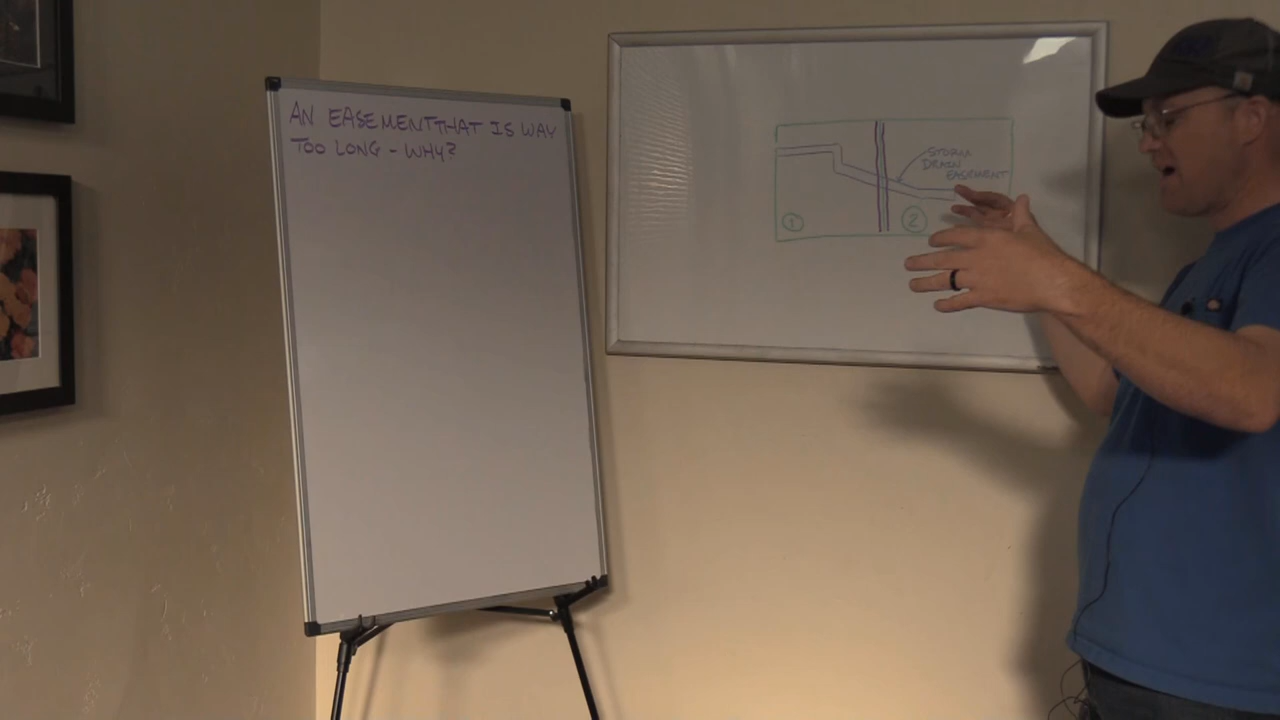 AN EASEMENT THAT IS WAY
TOO LONG - WHY?
STORM
DRAIN
EASEMENT
1
2